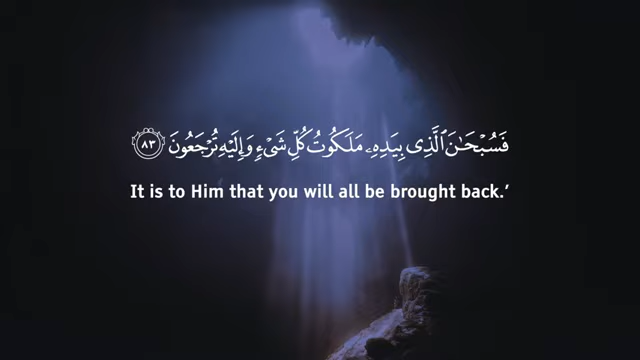 فَسُبْحَـٰنَ ٱلَّذِى بِيَدِهِۦ مَلَكُوتُ كُلِّ شَىْءٍ وَإِلَيْهِ تُرْجَعُونَ ٨٣
It is to Him that you will all be brought back.’